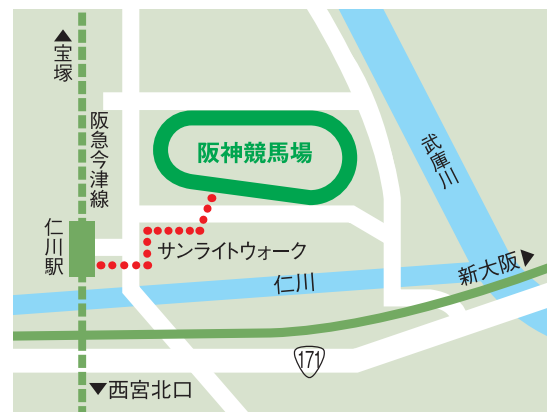 ▲宝塚
阪急今津線
阪神競馬場
武庫川
仁川駅
サンライトウォーク
新大阪▶
仁川
171
▼西宮北口